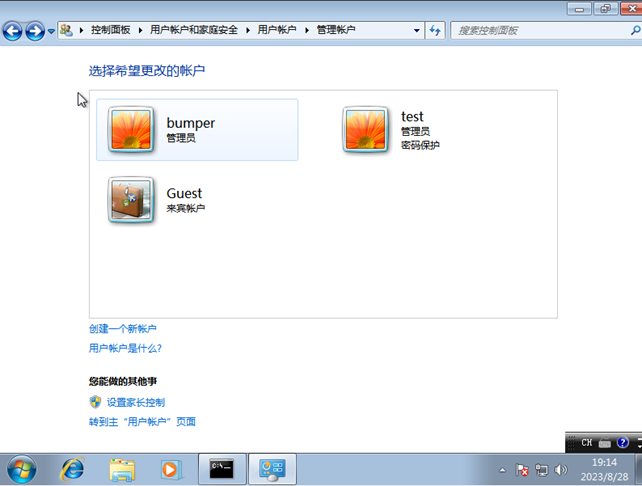 控制面板 用户帐户和家庭安全 用户帐户 管理帐户 搜索控制面板
选择希望更改的帐户
bumper
管理员
test
管理员
密码保护
Guest
来宾帐户
创建一个新帐户
用户帐户是什么?
您能做的其他事
设置家长控制
转到主“用户帐户”页面
CH
C:\.
19:14
2023/8/28